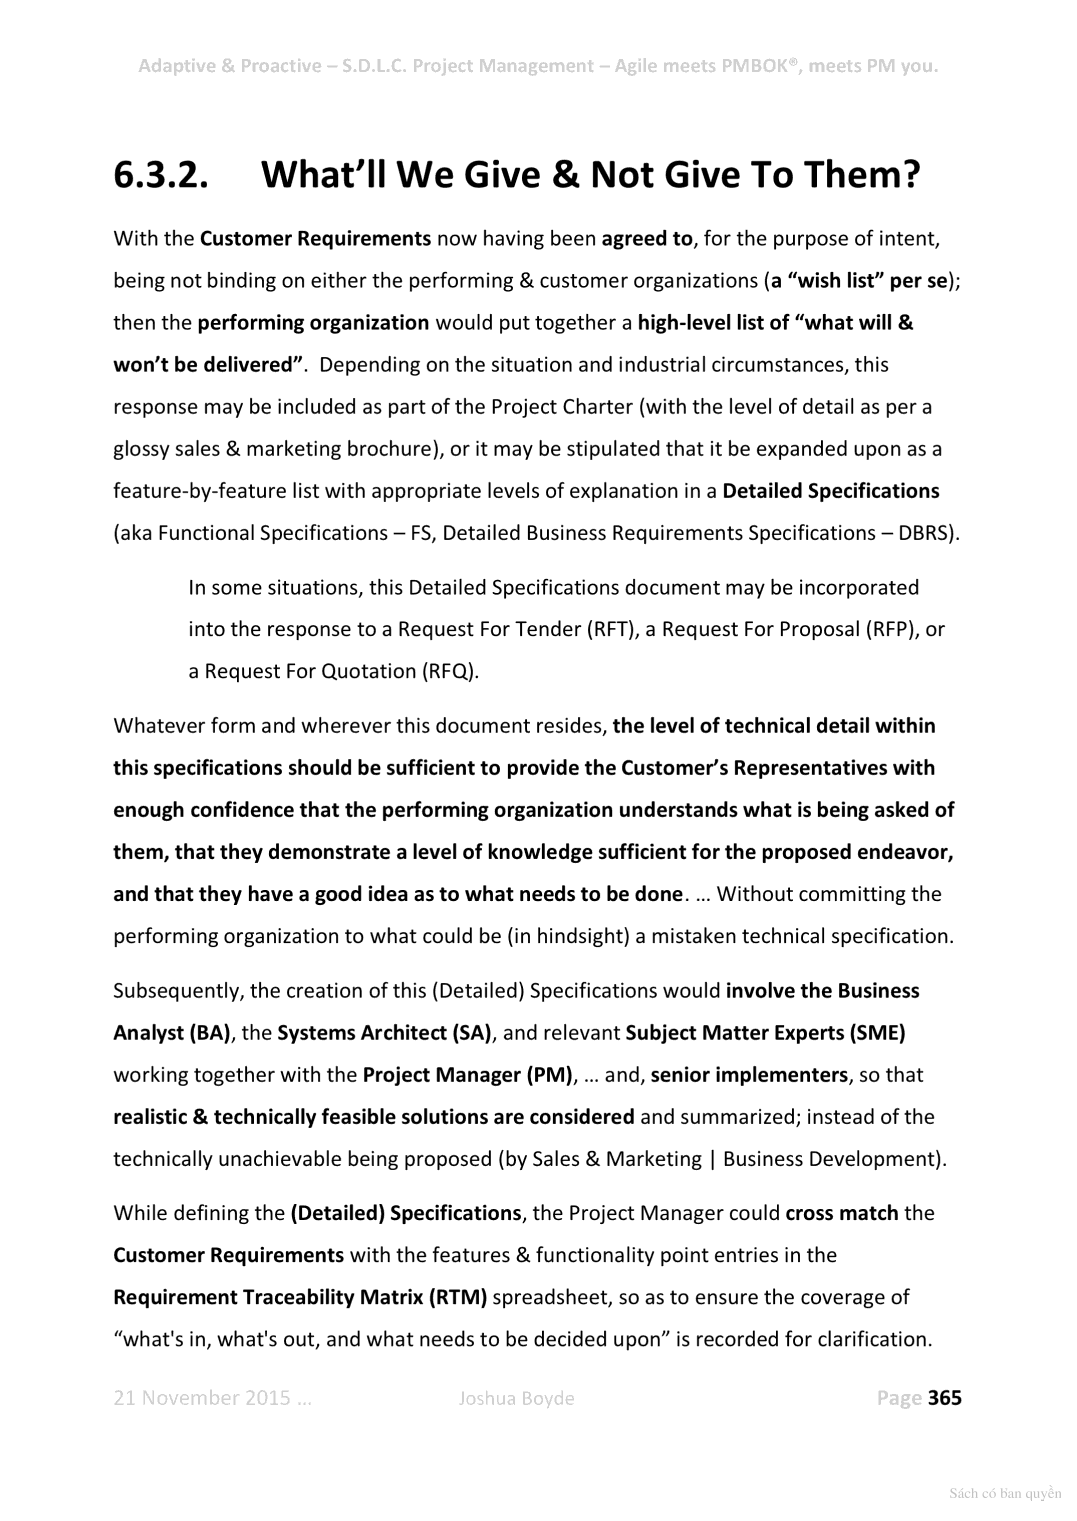 Adaptive & Proactive – S.D.L.C. Project Management – Agile meets PMBOK®, meets PM you.
6.3.2. What’ll We Give & Not Give To Them?
With the Customer Requirements now having been agreed to, for the purpose of intent,
being not binding on either the performing & customer organizations (a “wish list” per se);
then the performing organization would put together a high-level list of “what will &
won’t be delivered”. Depending on the situation and industrial circumstances, this
response may be included as part of the Project Charter (with the level of detail as per a
glossy sales & marketing brochure), or it may be stipulated that it be expanded upon as a
feature-by-feature list with appropriate levels of explanation in a Detailed Specifications
(aka Functional Specifications – FS, Detailed Business Requirements Specifications – DBRS).
In some situations, this Detailed Specifications document may be incorporated
into the response to a Request For Tender (RFT), a Request For Proposal (RFP), or
a Request For Quotation (RFQ).
Whatever form and wherever this document resides, the level of technical detail within
this specifications should be sufficient to provide the Customer’s Representatives with
enough confidence that the performing organization understands what is being asked of
them, that they demonstrate a level of knowledge sufficient for the proposed endeavor,
and that they have a good idea as to what needs to be done. … Without committing the
performing organization to what could be (in hindsight) a mistaken technical specification.
Subsequently, the creation of this (Detailed) Specifications would involve the Business
Analyst (BA), the Systems Architect (SA), and relevant Subject Matter Experts (SME)
working together with the Project Manager (PM), … and, senior implementers, so that
realistic & technically feasible solutions are considered and summarized; instead of the
technically unachievable being proposed (by Sales & Marketing | Business Development).
While defining the (Detailed) Specifications, the Project Manager could cross match the
Customer Requirements with the features & functionality point entries in the
Requirement Traceability Matrix (RTM) spreadsheet, so as to ensure the coverage of
“what's in, what's out, and what needs to be decided upon” is recorded for clarification.
21 November 2015 … Joshua Boyde Page 365
Sách có bản quyền